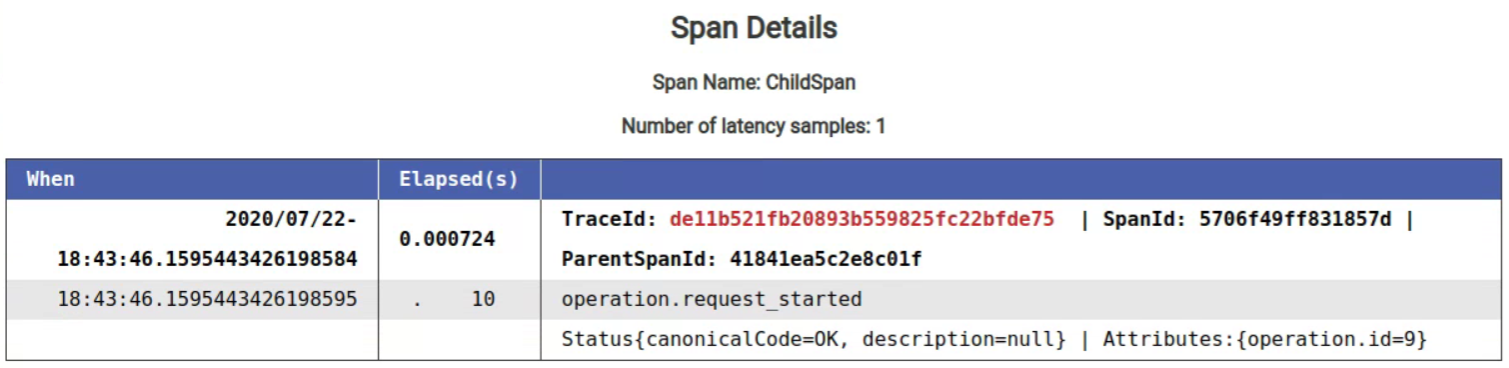 Span Details
Span Name: ChildSpan
Number of latency samples: 1
When Elapsed(s)
2020/07/22-
18:43:46.1595443426198584 0.000724 TraceId: de11b521fb20893b559825fc22bfde75 | SpanId: 5706f49ff831857d |
ParentSpanId: 41841ea5c2e8c01f
18:43:46.1595443426198595 . 10 operation.request_started
Status{canonicalCode=OK, description=null} | Attributes:{operation.id=9}